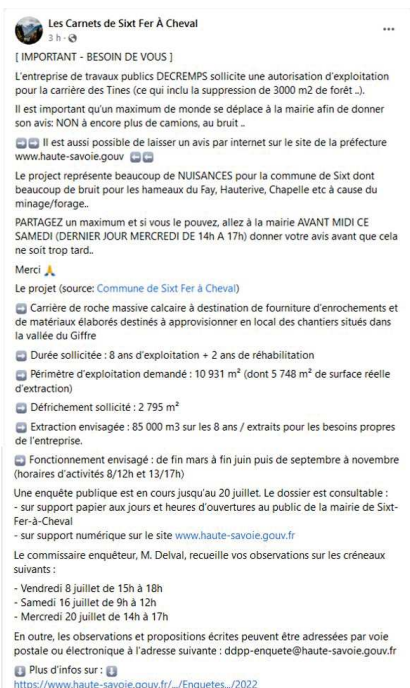 Les Carnets de Sixt Fer À Cheval
3 h ·
[ IMPORTANT - BESOIN DE VOUS ]
L'entreprise de travaux publics DECREMPS sollicite une autorisation d'exploitation
pour la carrière des Tines (ce qui inclu la suppression de 3000 m2 de forêt ..).
Il est important qu'un maximum de monde se déplace à la mairie afin de donner
son avis: NON à encore plus de camions, au bruit ..
➡️➡️ Il est aussi possible de laisser un avis par internet sur le site de la préfecture
www.haute-savoie.gouv ⬅️⬅️
Le project représente beaucoup de NUISANCES pour la commune de Sixt dont
beaucoup de bruit pour les hameaux du Fay, Hauterive, Chapelle etc à cause du
minage/forage..
PARTAGEZ un maximum et si vous le pouvez, allez à la mairie AVANT MIDI CE
SAMEDI (DERNIER JOUR MERCREDI DE 14h A 17h) donner votre avis avant que cela
ne soit trop tard..
Merci 🙏
Le projet (source: Commune de Sixt Fer à Cheval)
➡️ Carrière de roche massive calcaire à destination de fourniture d'enrochements et
de matériaux élaborés destinés à approvisionner en local des chantiers situés dans
la vallée du Giffre
➡️ Durée sollicitée : 8 ans d'exploitation + 2 ans de réhabilitation
➡️ Périmètre d'exploitation demandé : 10 931 m² (dont 5 748 m² de surface réelle
d'extraction)
➡️ Défrichement sollicité : 2 795 m²
➡️ Extraction envisagée : 85 000 m3 sur les 8 ans / extraits pour les besoins propres
de l'entreprise.
➡️ Fonctionnement envisagé : de fin mars à fin juin puis de septembre à novembre
(horaires d'activités 8/12h et 13/17h)
Une enquête publique est en cours jusqu'au 20 juillet. Le dossier est consultable :
- sur support papier aux jours et heures d'ouvertures au public de la mairie de Sixt-
Fer-à-Cheval
- sur support numérique sur le site www.haute-savoie.gouv.fr
Le commissaire enquêteur, M. Delval, recueille vos observations sur les créneaux
suivants :
- Vendredi 8 juillet de 15h à 18h
- Samedi 16 juillet de 9h à 12h
- Mercredi 20 juillet de 14h à 17h
En outre, les observations et propositions écrites peuvent être adressées par voie
postale ou électronique à l'adresse suivante : ddpp-enquete@haute-savoie.gouv.fr
⬇️ Plus d'infos sur : ⬇️
https://www.haute-savoie.gouv.fr/.../Enquetes.../2022